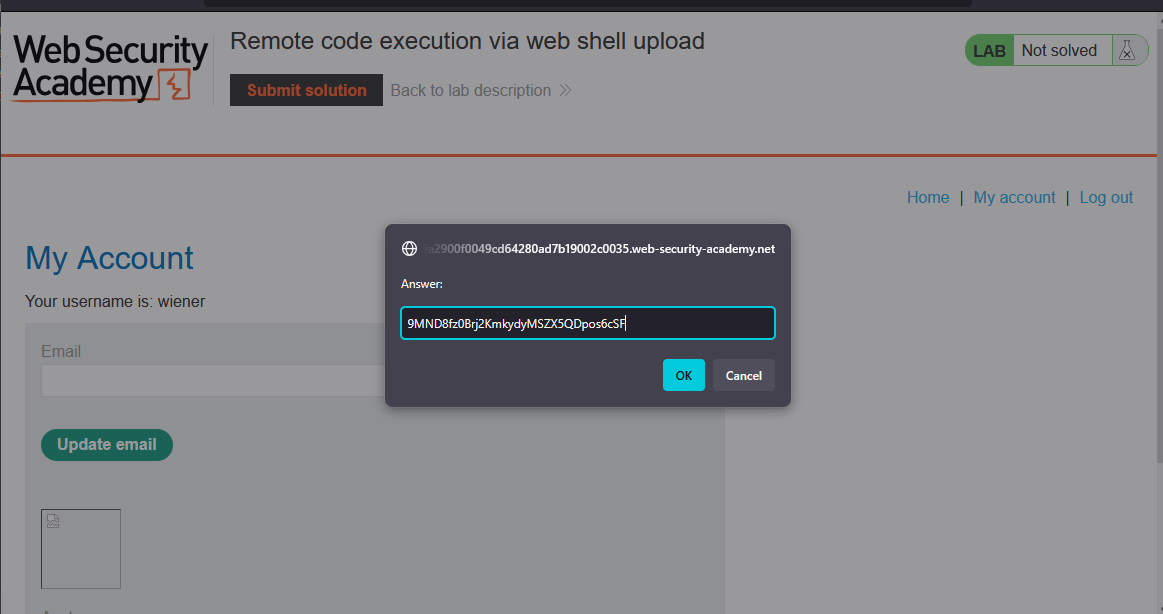 Web Security
Academy
Remote code execution via web shell upload
LAB Not solved
Submit solution
Back to lab description
Home | My account | Log out
My Account
Your username is: wiener
Email
Update email
a2900f0049cd64280ad7b19002c0035.web-security-academy.net
Answer:
9MND8fz0Brj2KmkydyMSZX5QDpos6cSF
OK
Cancel